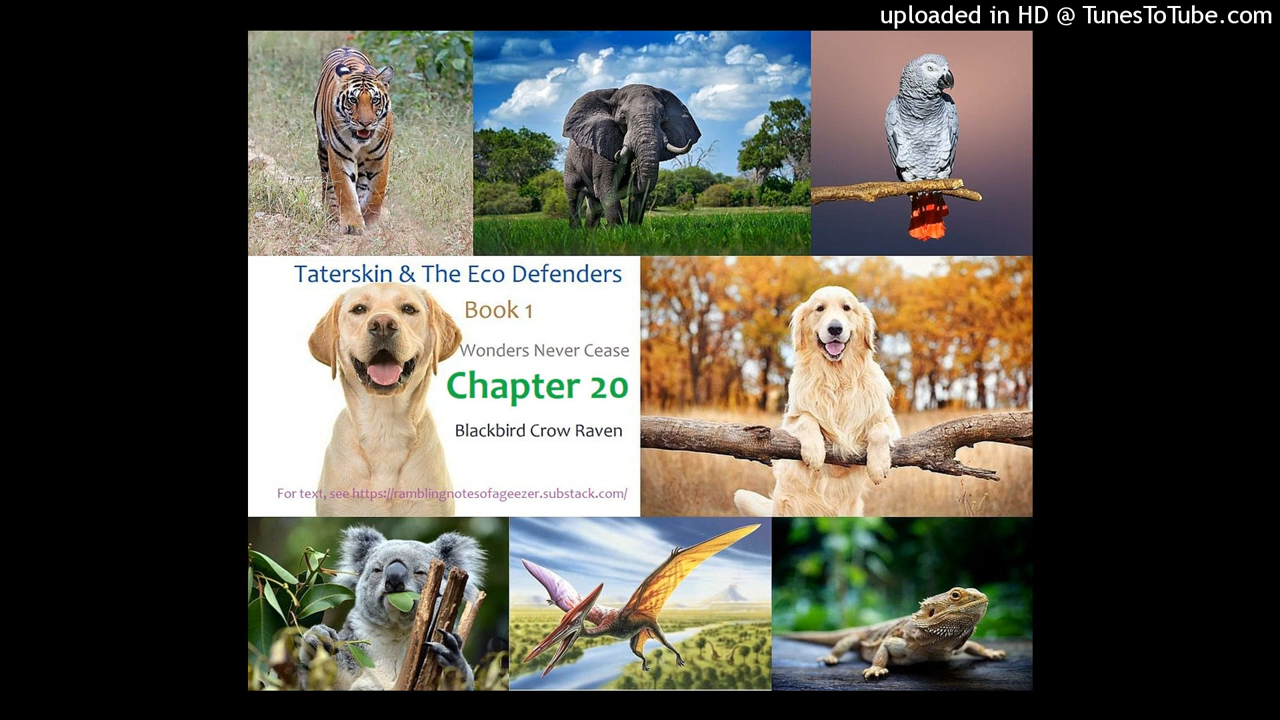 uploaded in HD @ TunesToTube.com
Taterskin & The Eco Defenders
Book 1
Wonders Never Cease
Chapter 20
Blackbird Crow Raven
For text, see https://ramblingnotesofageezer.substack.com/